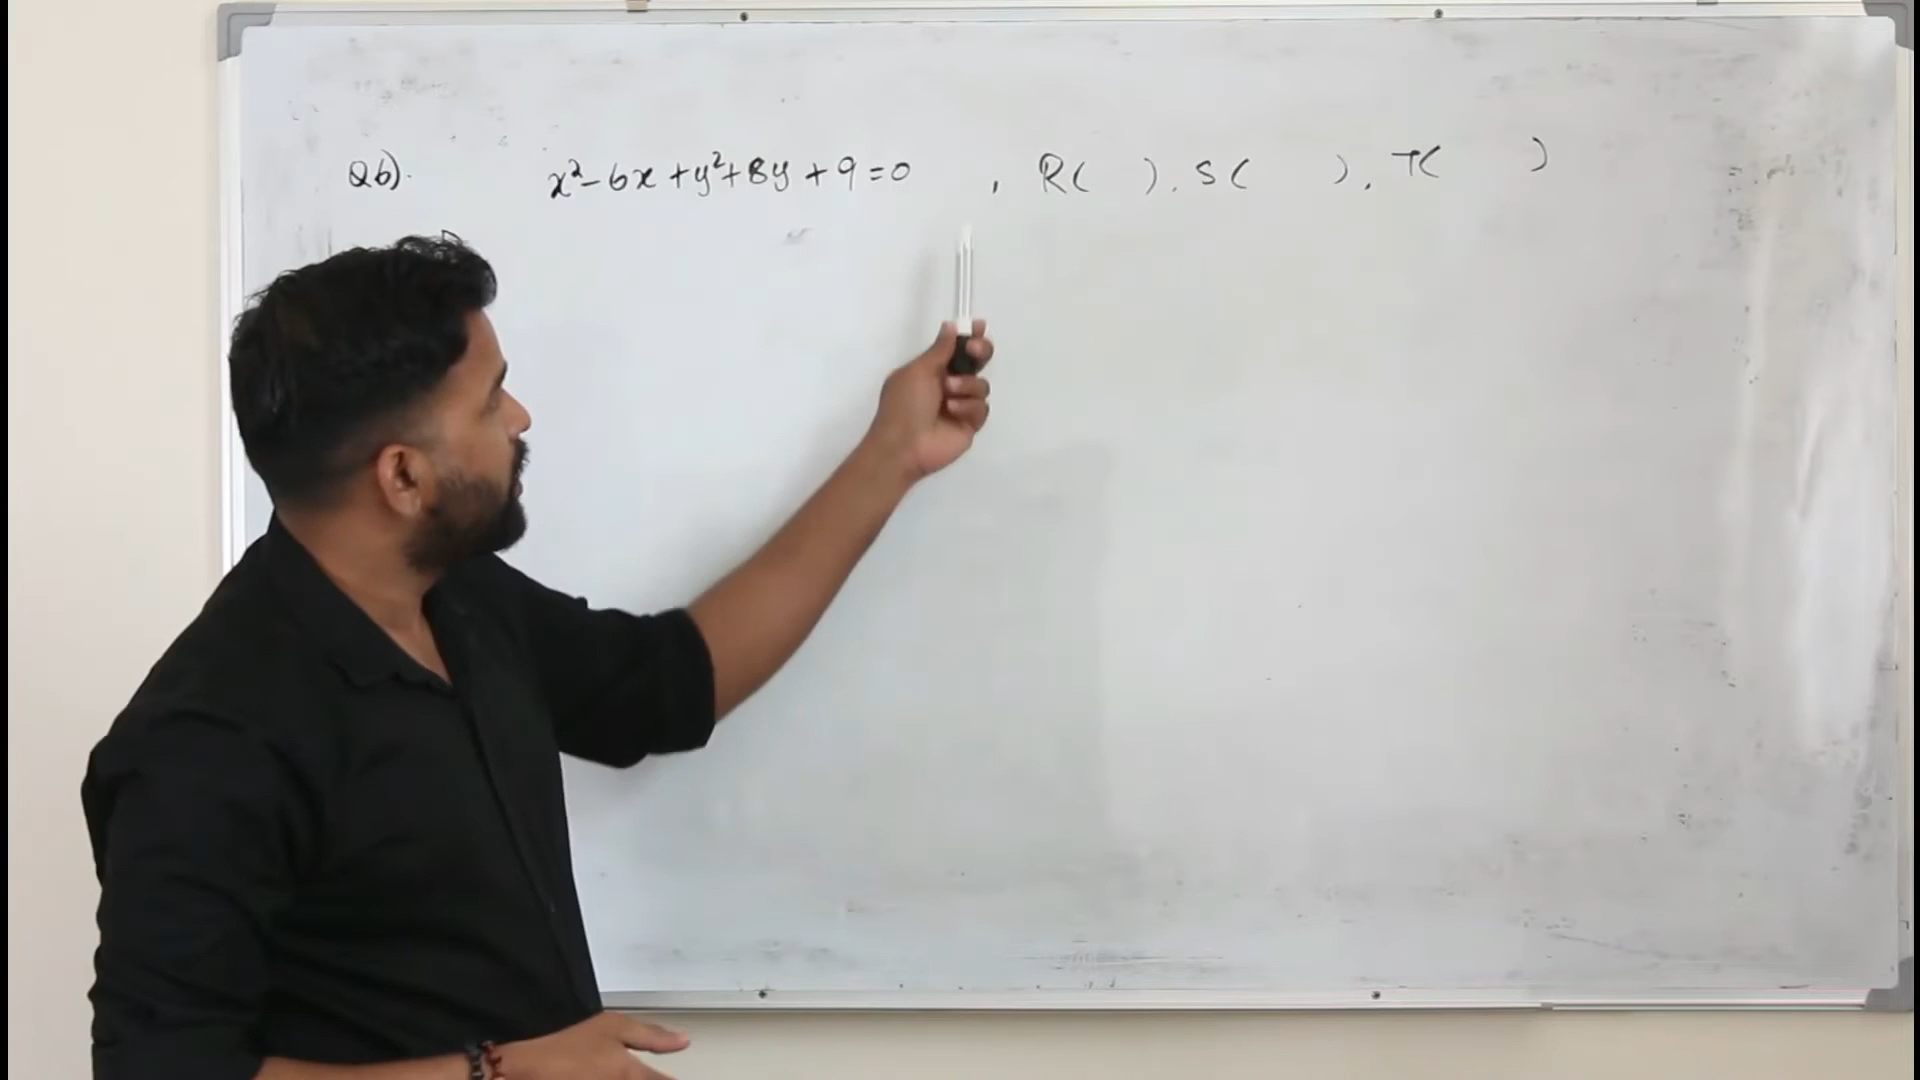 Q6). x²-6x+y²+8y+9=0 , R( ), S( ), T( )